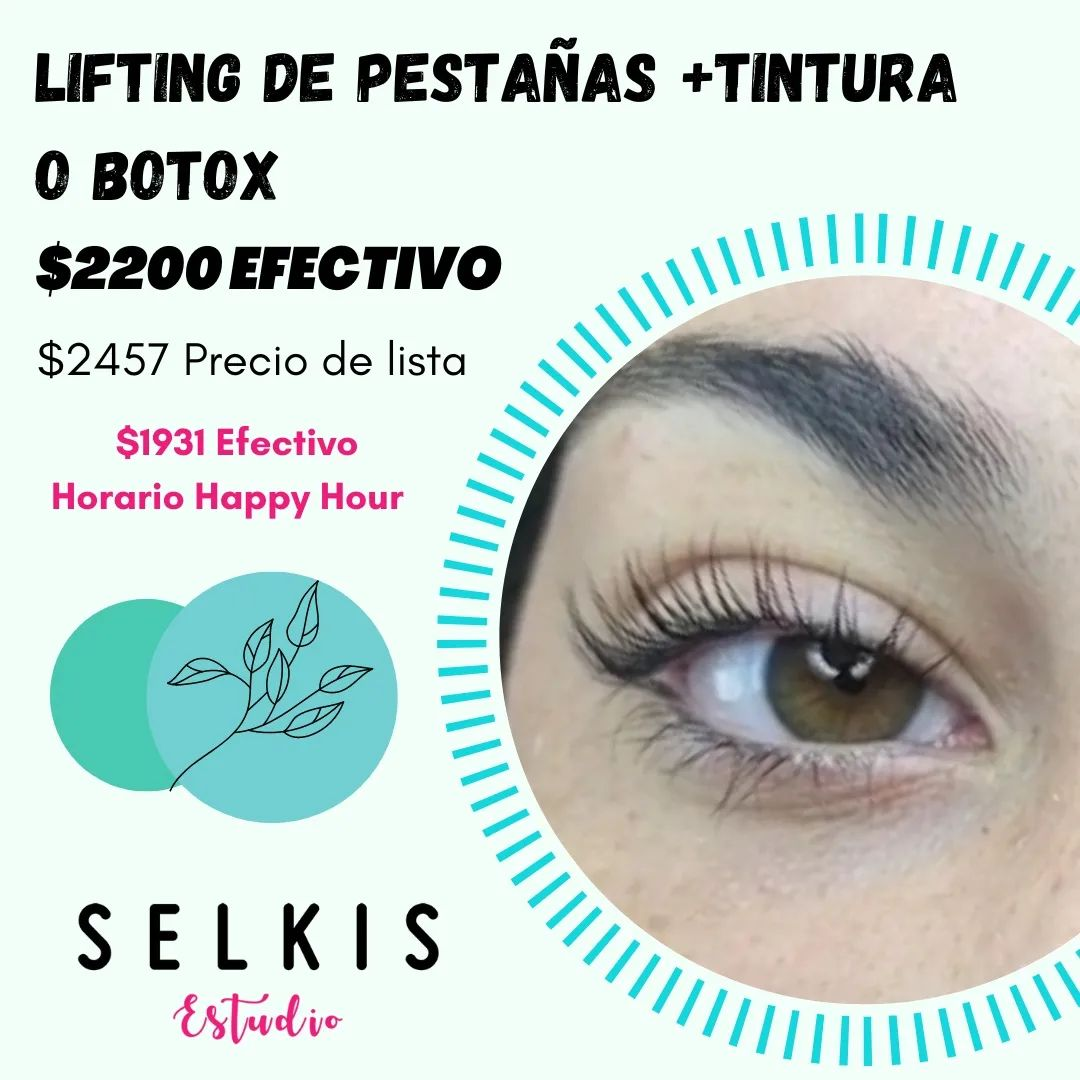 LIFTING DE PESTAÑAS +TINTURA
O BOTOX
$2200 EFECTIVO
$2457 Precio de lista
$1931 Efectivo
Horario Happy Hour
SELKIS
Estudio